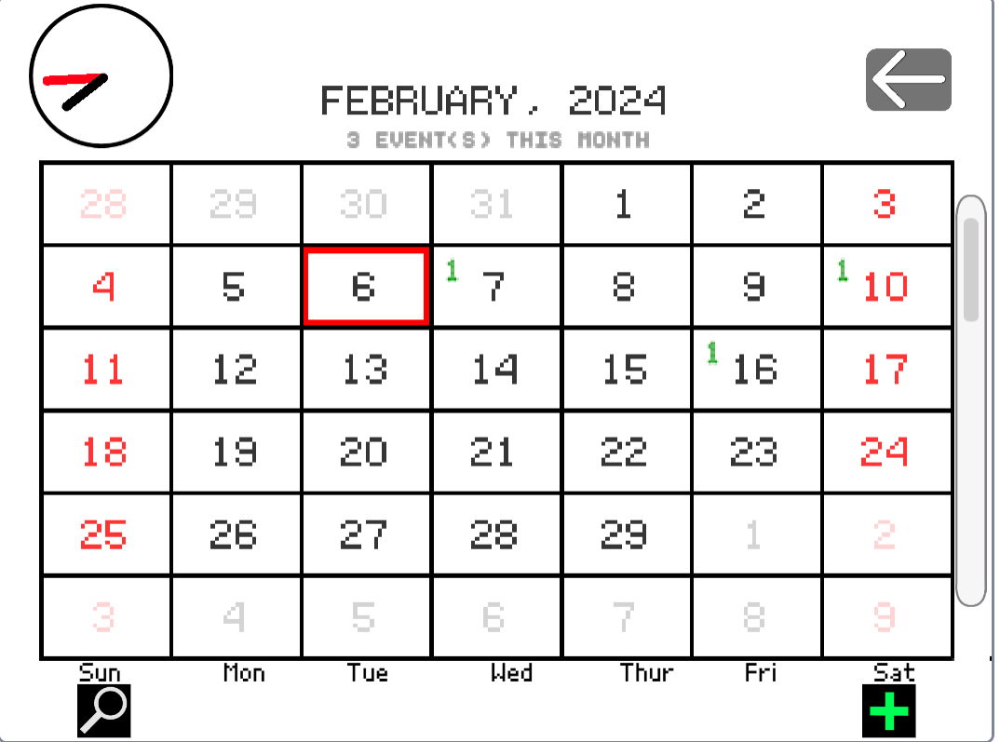 FEBRUARY, 2024
3 EVENT(S) THIS MONTH
28 29 30 31 1 2 3
4 5 6 1 7 8 9 1 10
11 12 13 14 15 1 16 17
18 19 20 21 22 23 24
25 26 27 28 29 1 2
3 4 5 6 7 8 9
Sun Mon Tue Wed Thur Fri Sat